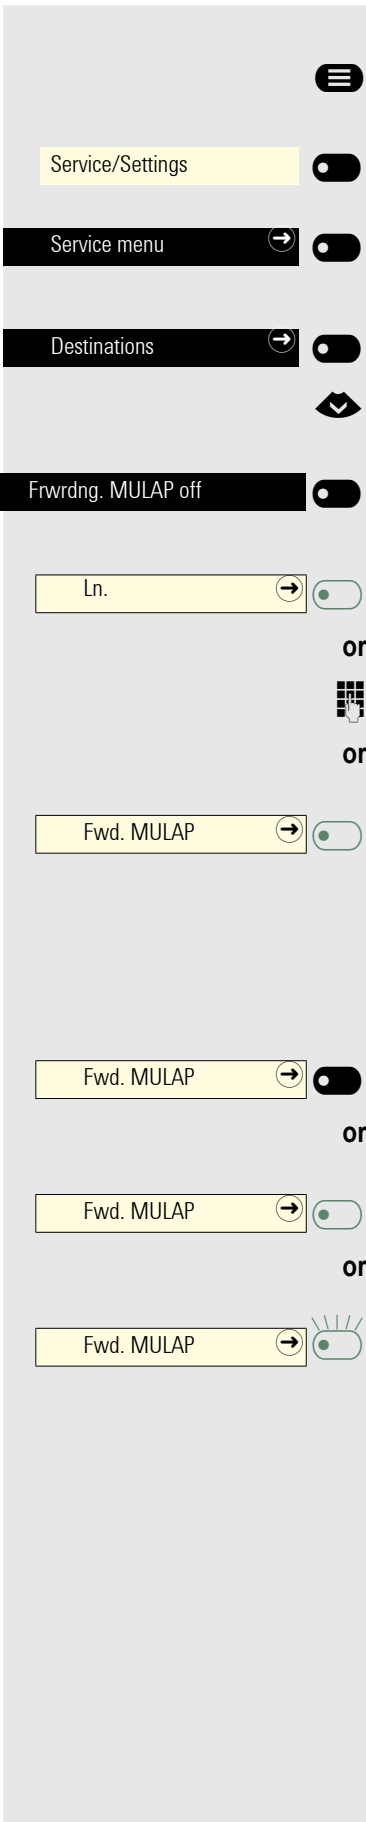 Service/Settings
Service menu
Destinations
Frwrdng. MULAP off
Ln.
or
or
Fwd. MULAP
Fwd. MULAP
or
Fwd. MULAP
or
Fwd. MULAP